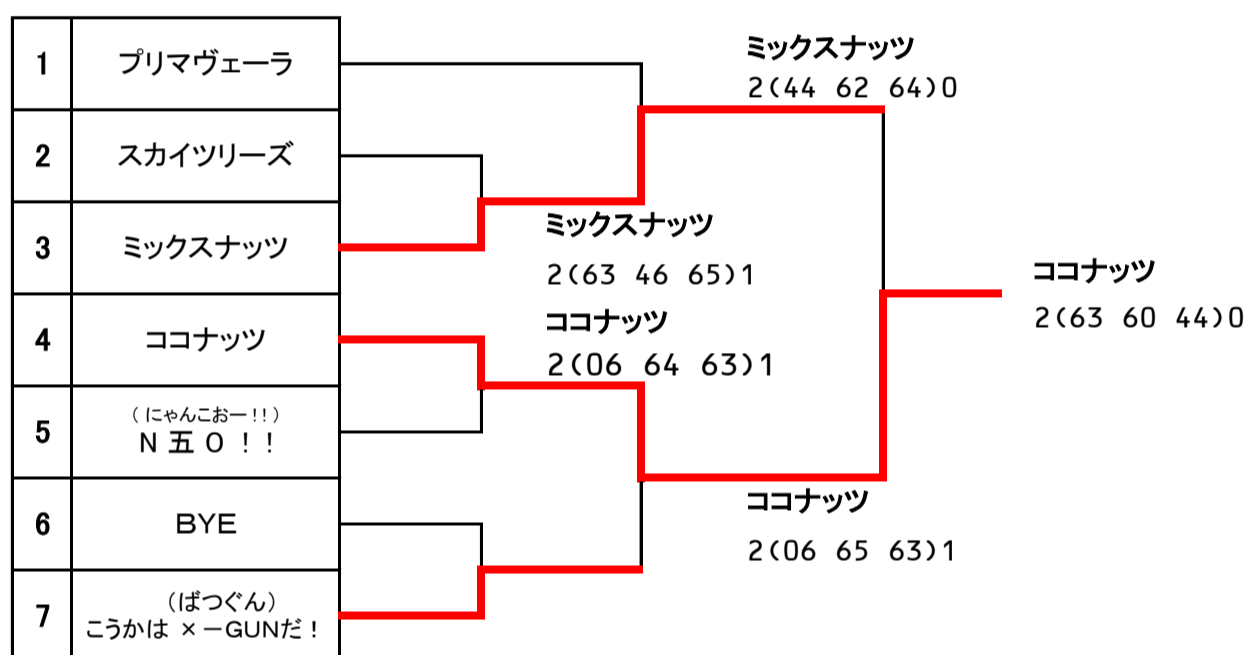 1 プリマヴェーラ
2 スカイツリーズ
3 ミックスナッツ
4 ココナッツ
(にゃんこおー!!)
5 N五O!!
6 BYE
(ばつぐん)
7 こうかは ×-GUNだ!
ミックスナッツ
2(44 62 64)0
ミックスナッツ
2(63 46 65)1
ココナッツ
2(06 64 63)1
ココナッツ
2(06 65 63)1
ココナッツ
2(63 60 44)0